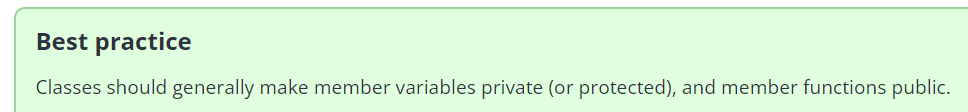 Best practice
Classes should generally make member variables private (or protected), and member functions public.